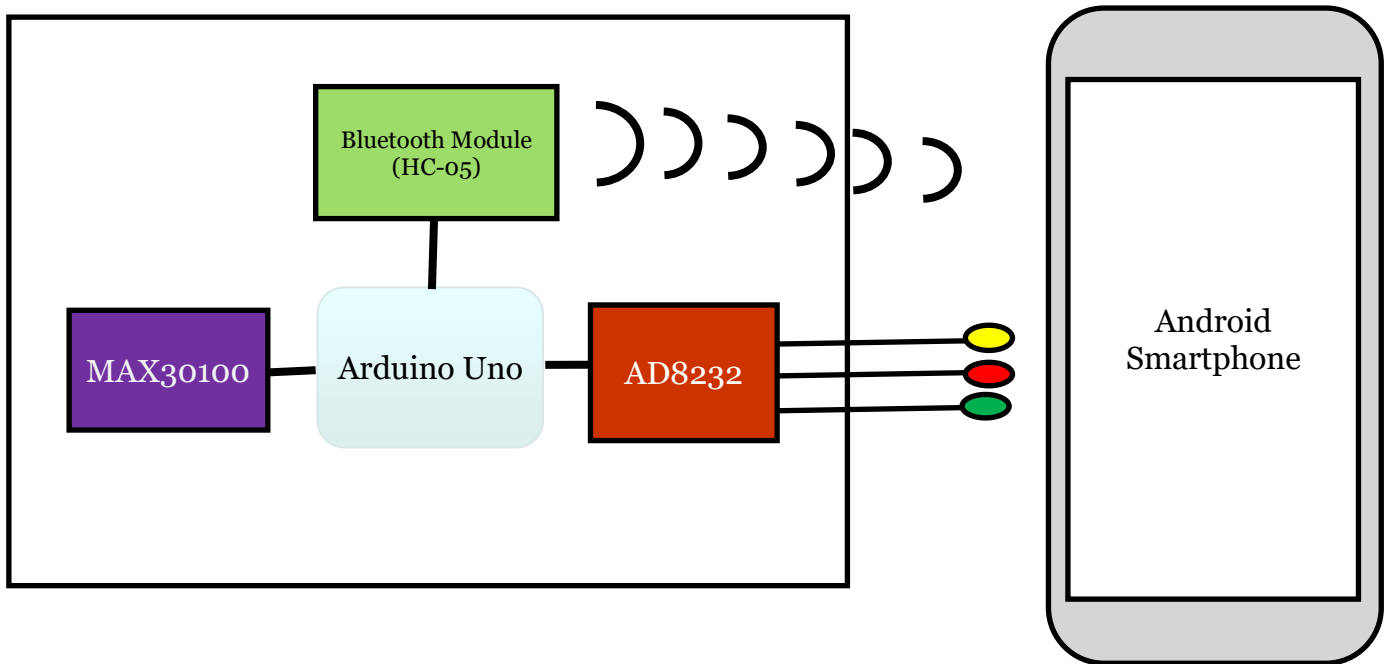 Bluetooth Module
(HC-05)
MAX30100
Arduino Uno
AD8232
Android
Smartphone